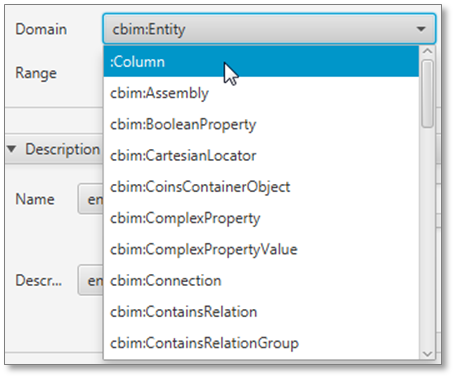 Domain cbim:Entity
:Column
Range
cbim:Assembly
cbim:BooleanProperty
Description
cbim:CartesianLocator
Name en
cbim:CoinsContainerObject
cbim:ComplexProperty
cbim:ComplexPropertyValue
Descr... en
cbim:Connection
cbim:ContainsRelation
cbim:ContainsRelationGroup